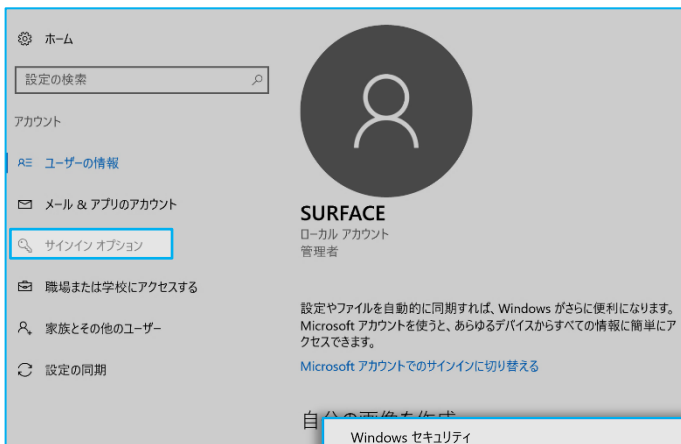 ホーム
設定の検索
アカウント
ユーザーの情報
メール & アプリのアカウント
サインイン オプション
職場または学校にアクセスする
家族とその他のユーザー
設定の同期
SURFACE
ローカル アカウント
管理者
設定やファイルを自動的に同期すれば、Windows がさらに便利になります。
Microsoft アカウントを使うと、あらゆるデバイスからすべての情報に簡単にア
クセスできます。
Microsoft アカウントでのサインインに切り替える
自分の画像を作成
Windows セキュリティ